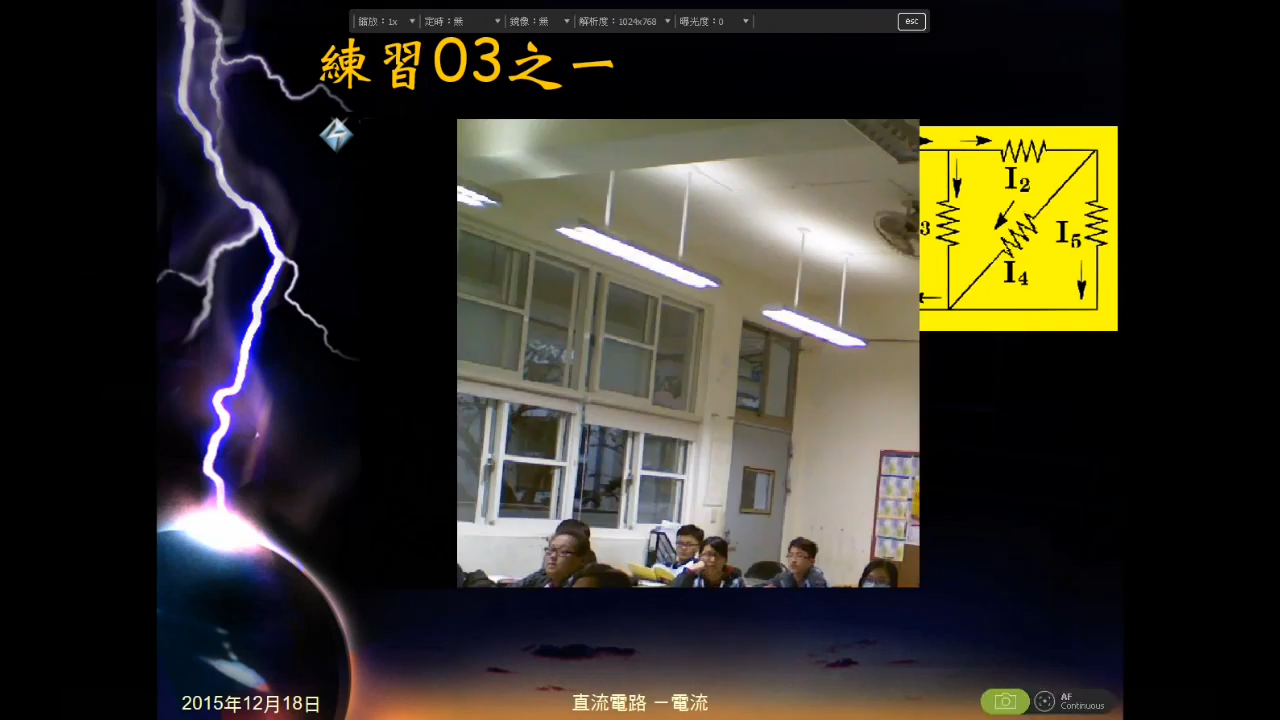 縮放：1x 定時：無 鏡像：無 解析度：1024x768 曝光度：0 esc
練習03之一
I2
3
I5
I4
2015年12月18日
直流電路 －電流
AF
Continuous